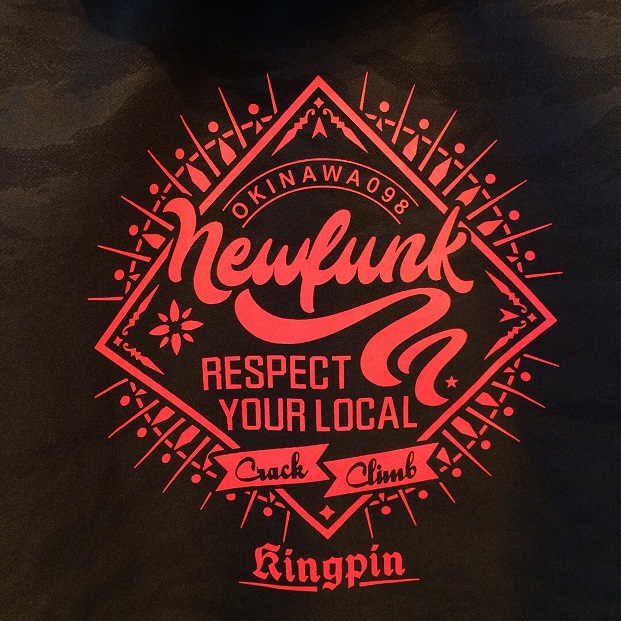 OKINAWA098
Newfunk
RESPECT
YOUR LOCAL
Crack Climb
Kingpin